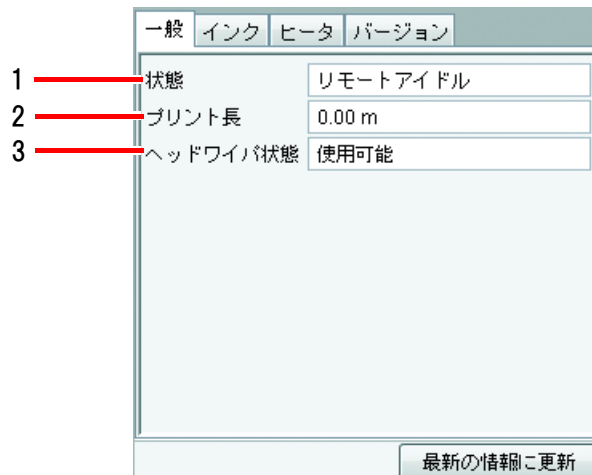 一般 インク ヒータ バージョン
1 状態 リモートアイドル
2 プリント長 0.00 m
3 ヘッドワイパ状態 使用可能
最新の情報に更新